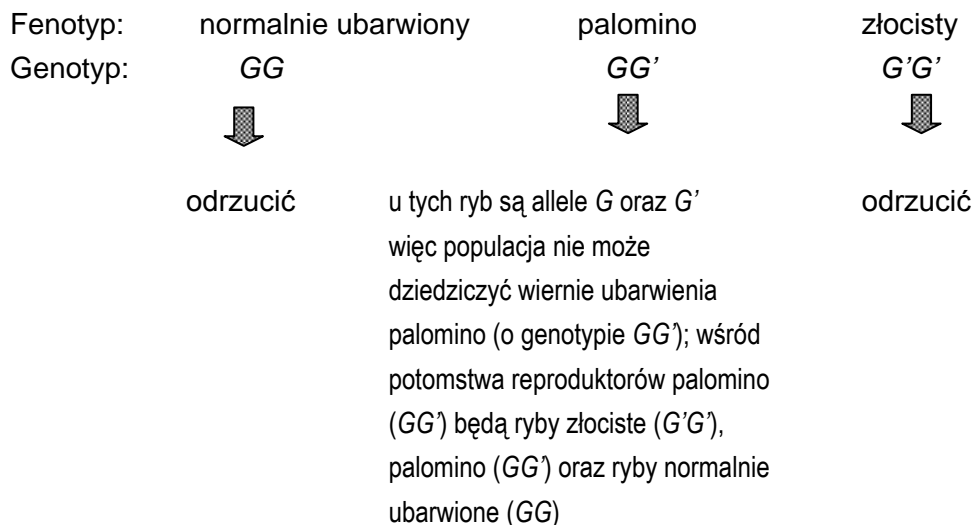 Fenotyp: normalnie ubarwiony palomino złocisty
Genotyp: GG GG’ G’G’
odrzucić u tych ryb są allele G oraz G’ odrzucić
więc populacja nie może
dziedziczyć wiernie ubarwienia
palomino (o genotypie GG’); wśród
potomstwa reproduktorów palomino
(GG’) będą ryby złociste (G’G’),
palomino (GG’) oraz ryby normalnie
ubarwione (GG)